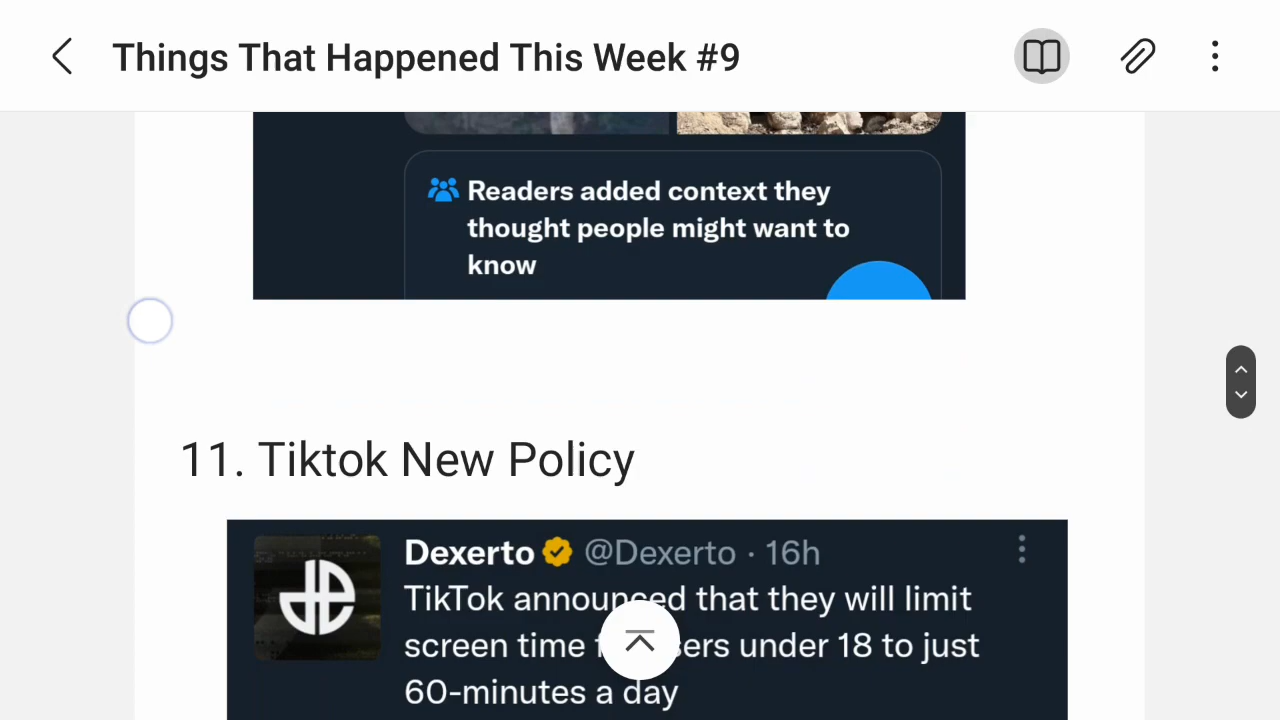 Things That Happened This Week #9
Readers added context they
thought people might want to
know
11. Tiktok New Policy
Dexerto @Dexerto · 16h
TikTok announced that they will limit
screen time users under 18 to just
60-minutes a day